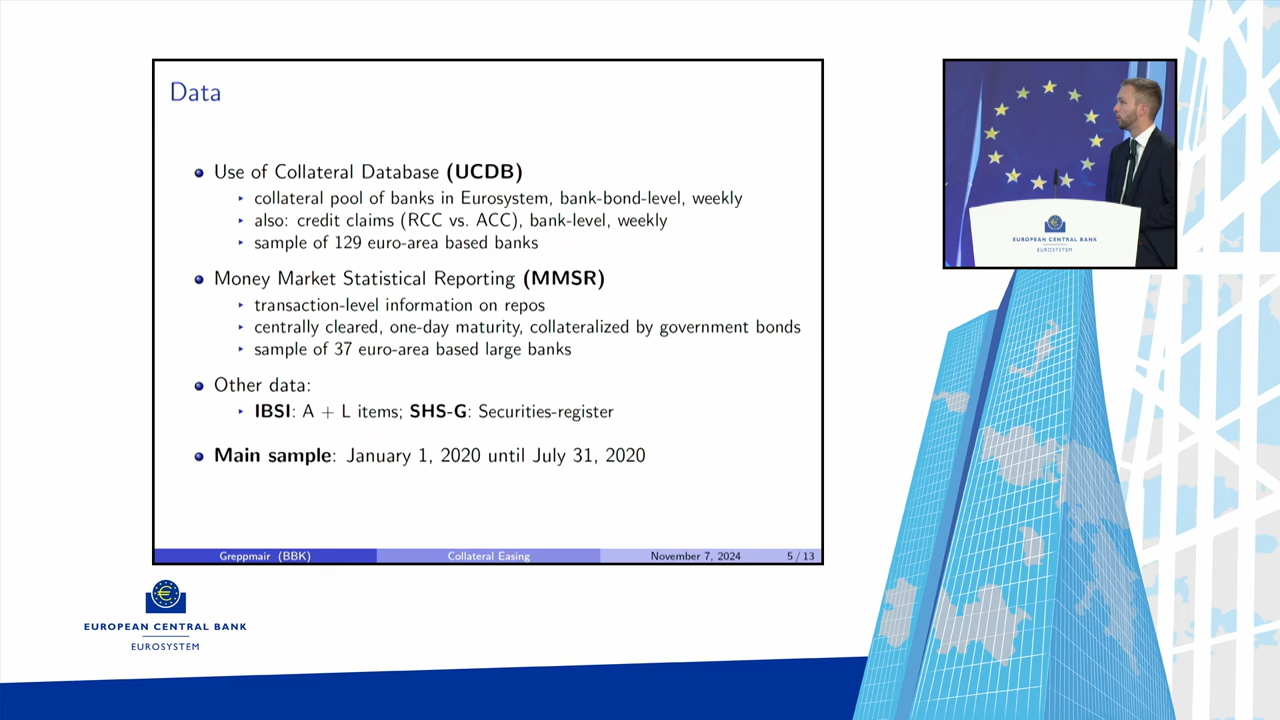 Data
Use of Collateral Database (UCDB)
collateral pool of banks in Eurosystem, bank-bond-level, weekly
also: credit claims (RCC vs. ACC), bank-level, weekly
sample of 129 euro-area based banks
Money Market Statistical Reporting (MMSR)
transaction-level information on repos
centrally cleared, one-day maturity, collateralized by government bonds
sample of 37 euro-area based large banks
Other data:
IBSI: A + L items; SHS-G: Securities-register
Main sample: January 1, 2020 until July 31, 2020
Greppmair (BBK) Collateral Easing November 7, 2024 5 / 13
EUROPEAN CENTRAL BANK
EUROSYSTEM
EUROPEAN CENTRAL BANK
EUROSYSTEM